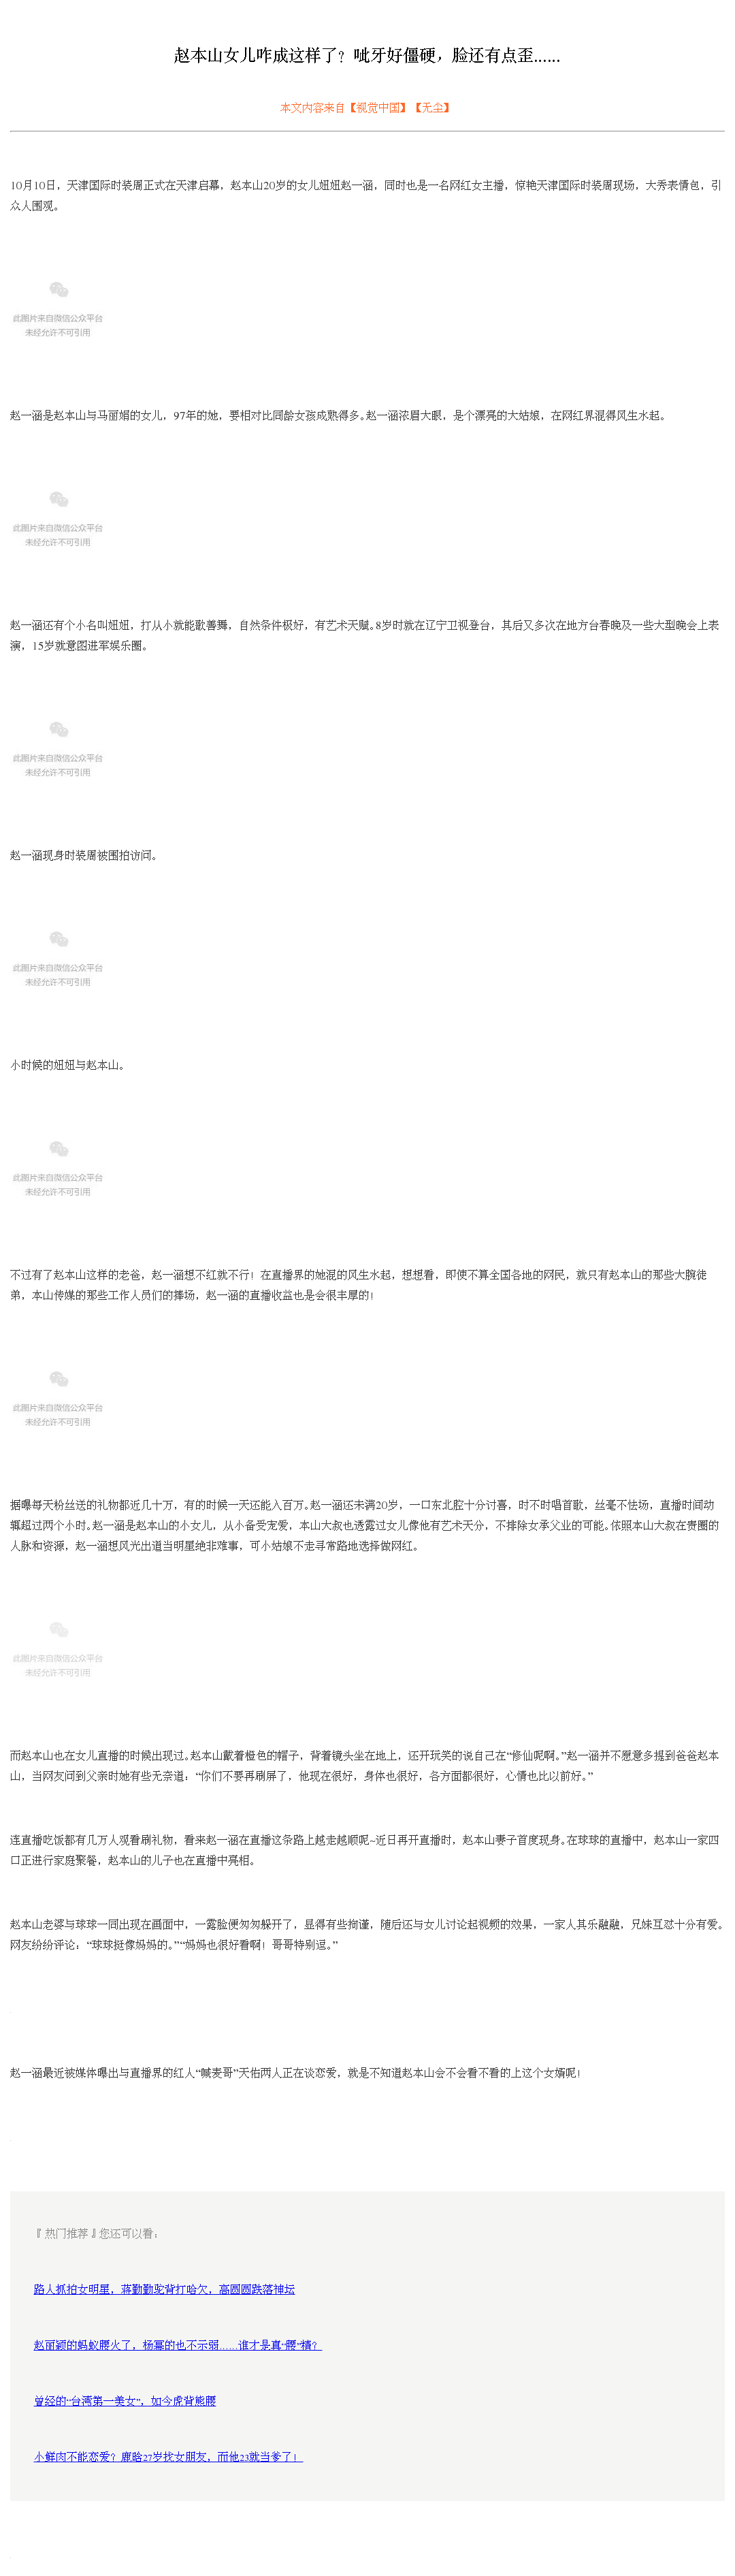 赵本山女儿咋成这样了？呲牙好僵硬，脸还有点歪……
本文内容来自【视觉中国】【无尘】
10月10日，天津国际时装周正式在天津启幕，赵本山20岁的女儿妞妞赵一涵，同时也是一名网红女主播，惊艳天津国际时装周现场，大秀表情包，引
众人围观。
此图片来自微信公众平台
未经允许不可引用
赵一涵是赵本山与马丽娟的女儿，97年的她，要相对比同龄女孩成熟得多。赵一涵浓眉大眼，是个漂亮的大姑娘，在网红界混得风生水起。
此图片来自微信公众平台
未经允许不可引用
赵一涵还有个小名叫妞妞，打从小就能歌善舞，自然条件极好，有艺术天赋。8岁时就在辽宁卫视登台，其后又多次在地方台春晚及一些大型晚会上表
演，15岁就意图进军娱乐圈。
此图片来自微信公众平台
未经允许不可引用
赵一涵现身时装周被围拍访问。
此图片来自微信公众平台
未经允许不可引用
小时候的妞妞与赵本山。
此图片来自微信公众平台
未经允许不可引用
不过有了赵本山这样的老爸，赵一涵想不红就不行！在直播界的她混的风生水起，想想看，即使不算全国各地的网民，就只有赵本山的那些大腕徒
弟，本山传媒的那些工作人员们的捧场，赵一涵的直播收益也是会很丰厚的！
此图片来自微信公众平台
未经允许不可引用
据曝每天粉丝送的礼物都近几十万，有的时候一天还能入百万。赵一涵还未满20岁，一口东北腔十分讨喜，时不时唱首歌，丝毫不怯场，直播时间动
辄超过两个小时。赵一涵是赵本山的小女儿，从小备受宠爱，本山大叔也透露过女儿像他有艺术天分，不排除女承父业的可能。依照本山大叔在贵圈的
人脉和资源，赵一涵想风光出道当明星绝非难事，可小姑娘不走寻常路地选择做网红。
此图片来自微信公众平台
未经允许不可引用
而赵本山也在女儿直播的时候出现过。赵本山戴着橙色的帽子，背着镜头坐在地上，还开玩笑的说自己在“修仙呢啊。”赵一涵并不愿意多提到爸爸赵本
山，当网友问到父亲时她有些无奈道：“你们不要再刷屏了，他现在很好，身体也很好，各方面都很好，心情也比以前好。”
连直播吃饭都有几万人观看刷礼物，看来赵一涵在直播这条路上越走越顺呢~近日再开直播时，赵本山妻子首度现身。在球球的直播中，赵本山一家四
口正进行家庭聚餐，赵本山的儿子也在直播中亮相。
赵本山老婆与球球一同出现在画面中，一露脸便匆匆躲开了，显得有些拘谨，随后还与女儿讨论起视频的效果，一家人其乐融融，兄妹互怼十分有爱。
网友纷纷评论：“球球挺像妈妈的。”“妈妈也很好看啊！哥哥特别逗。”
赵一涵最近被媒体曝出与直播界的红人“喊麦哥”天佑两人正在谈恋爱，就是不知道赵本山会不会看不看的上这个女婿呢！
『 热门推荐 』您还可以看：
路人抓拍女明星，蒋勤勤驼背打哈欠，高圆圆跌落神坛
赵丽颖的蚂蚁腰火了，杨幂的也不示弱……谁才是真“腰”精？
曾经的“台湾第一美女”，如今虎背熊腰
小鲜肉不能恋爱？鹿晗27岁找女朋友，而他23就当爹了！